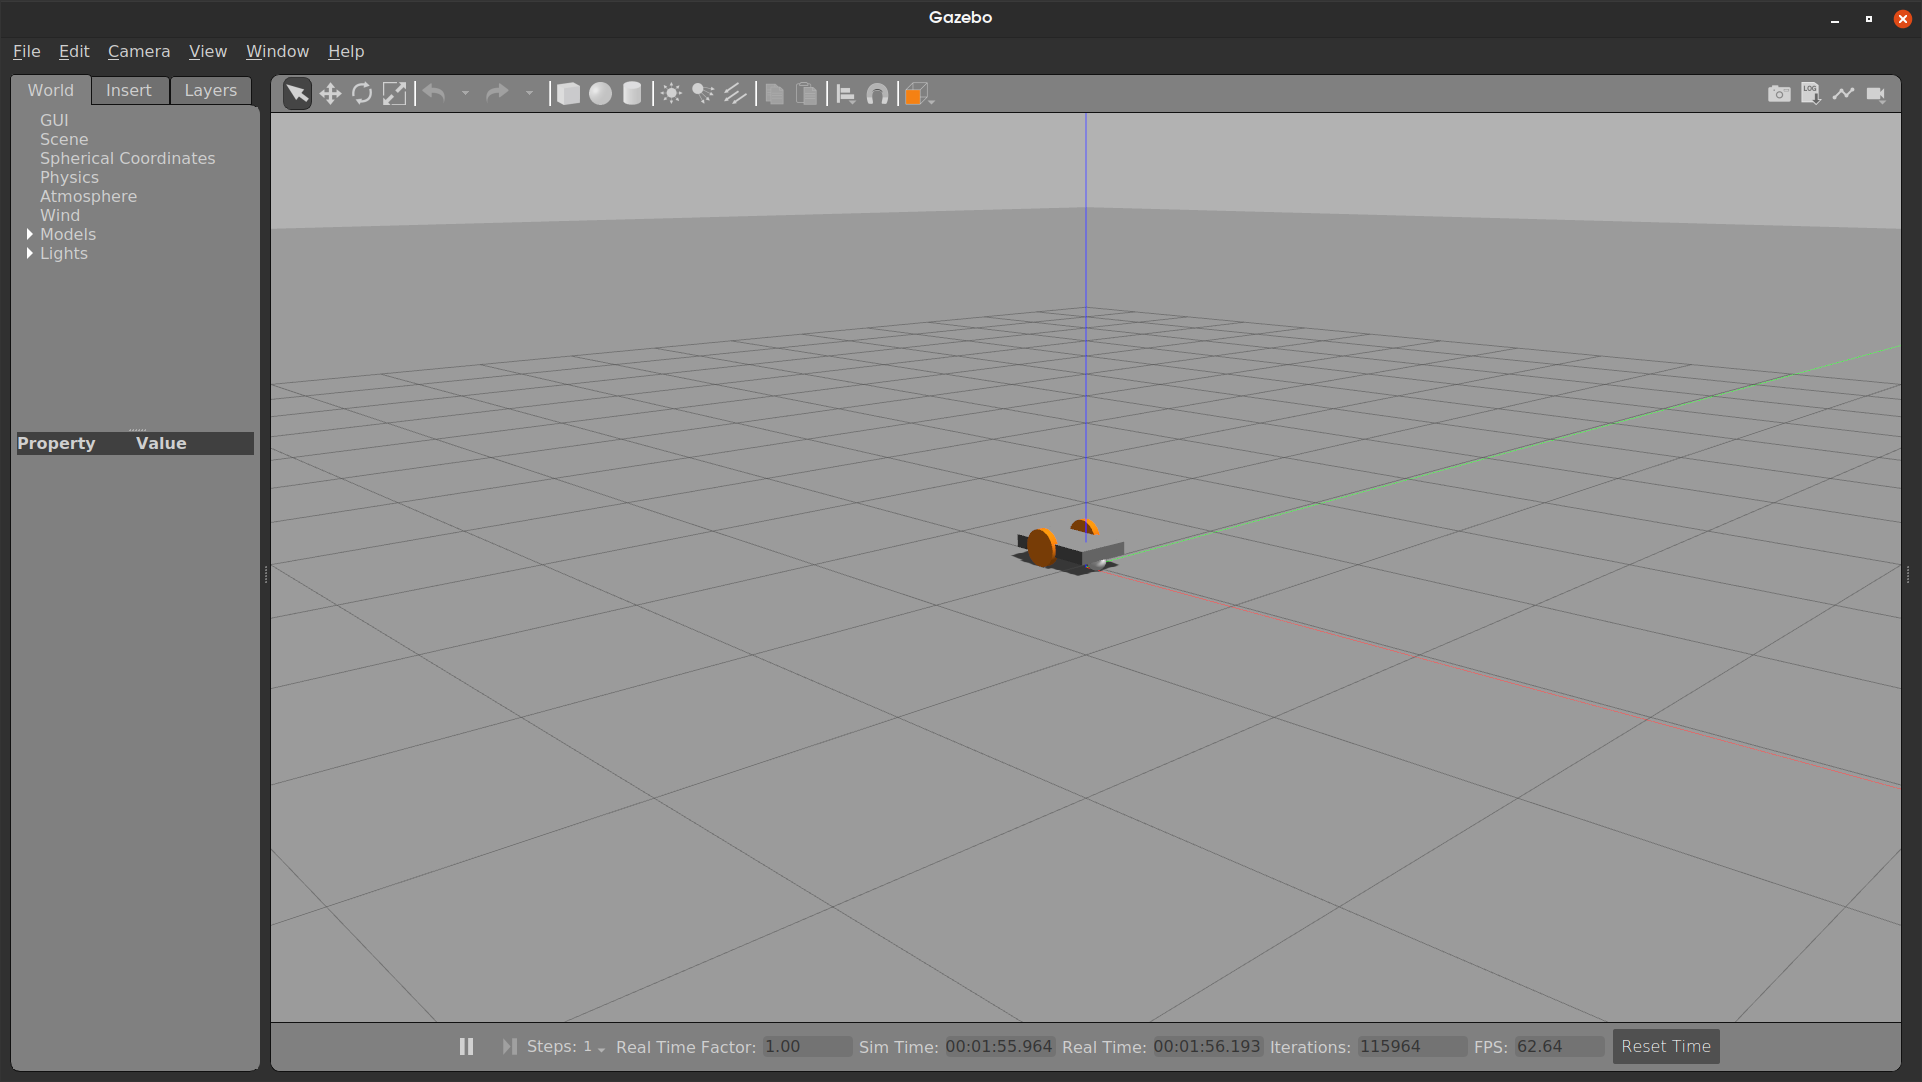 Gazebo
File Edit Camera View Window Help
World Insert Layers
LOG
GUI
Scene
Spherical Coordinates
Physics
Atmosphere
Wind
Models
Lights
Property Value
Steps: 1 Real Time Factor: 1.00 Sim Time: 00:01:55.964 Real Time: 00:01:56.193 Iterations: 115964 FPS: 62.64 Reset Time